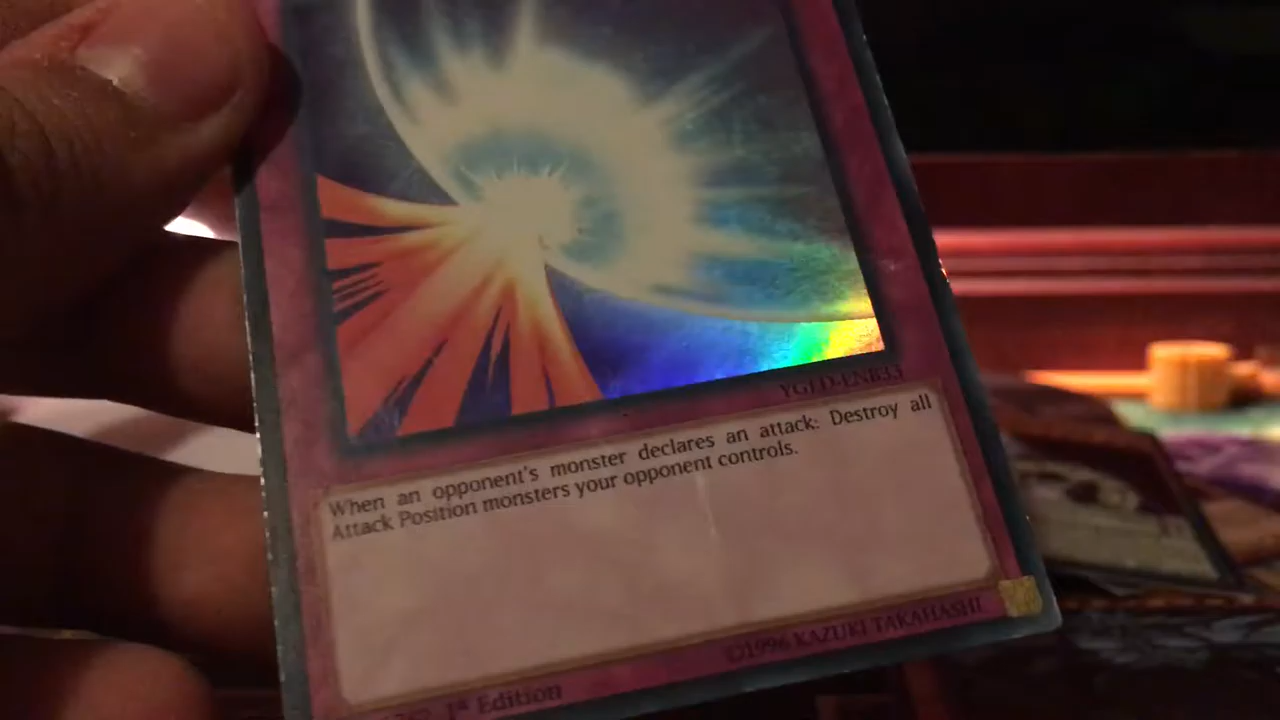 YGLD-ENB33
When an opponent's monster declares an attack: Destroy all
Attack Position monsters your opponent controls.
©1996 KAZUKI TAKAHASHI
1st Edition